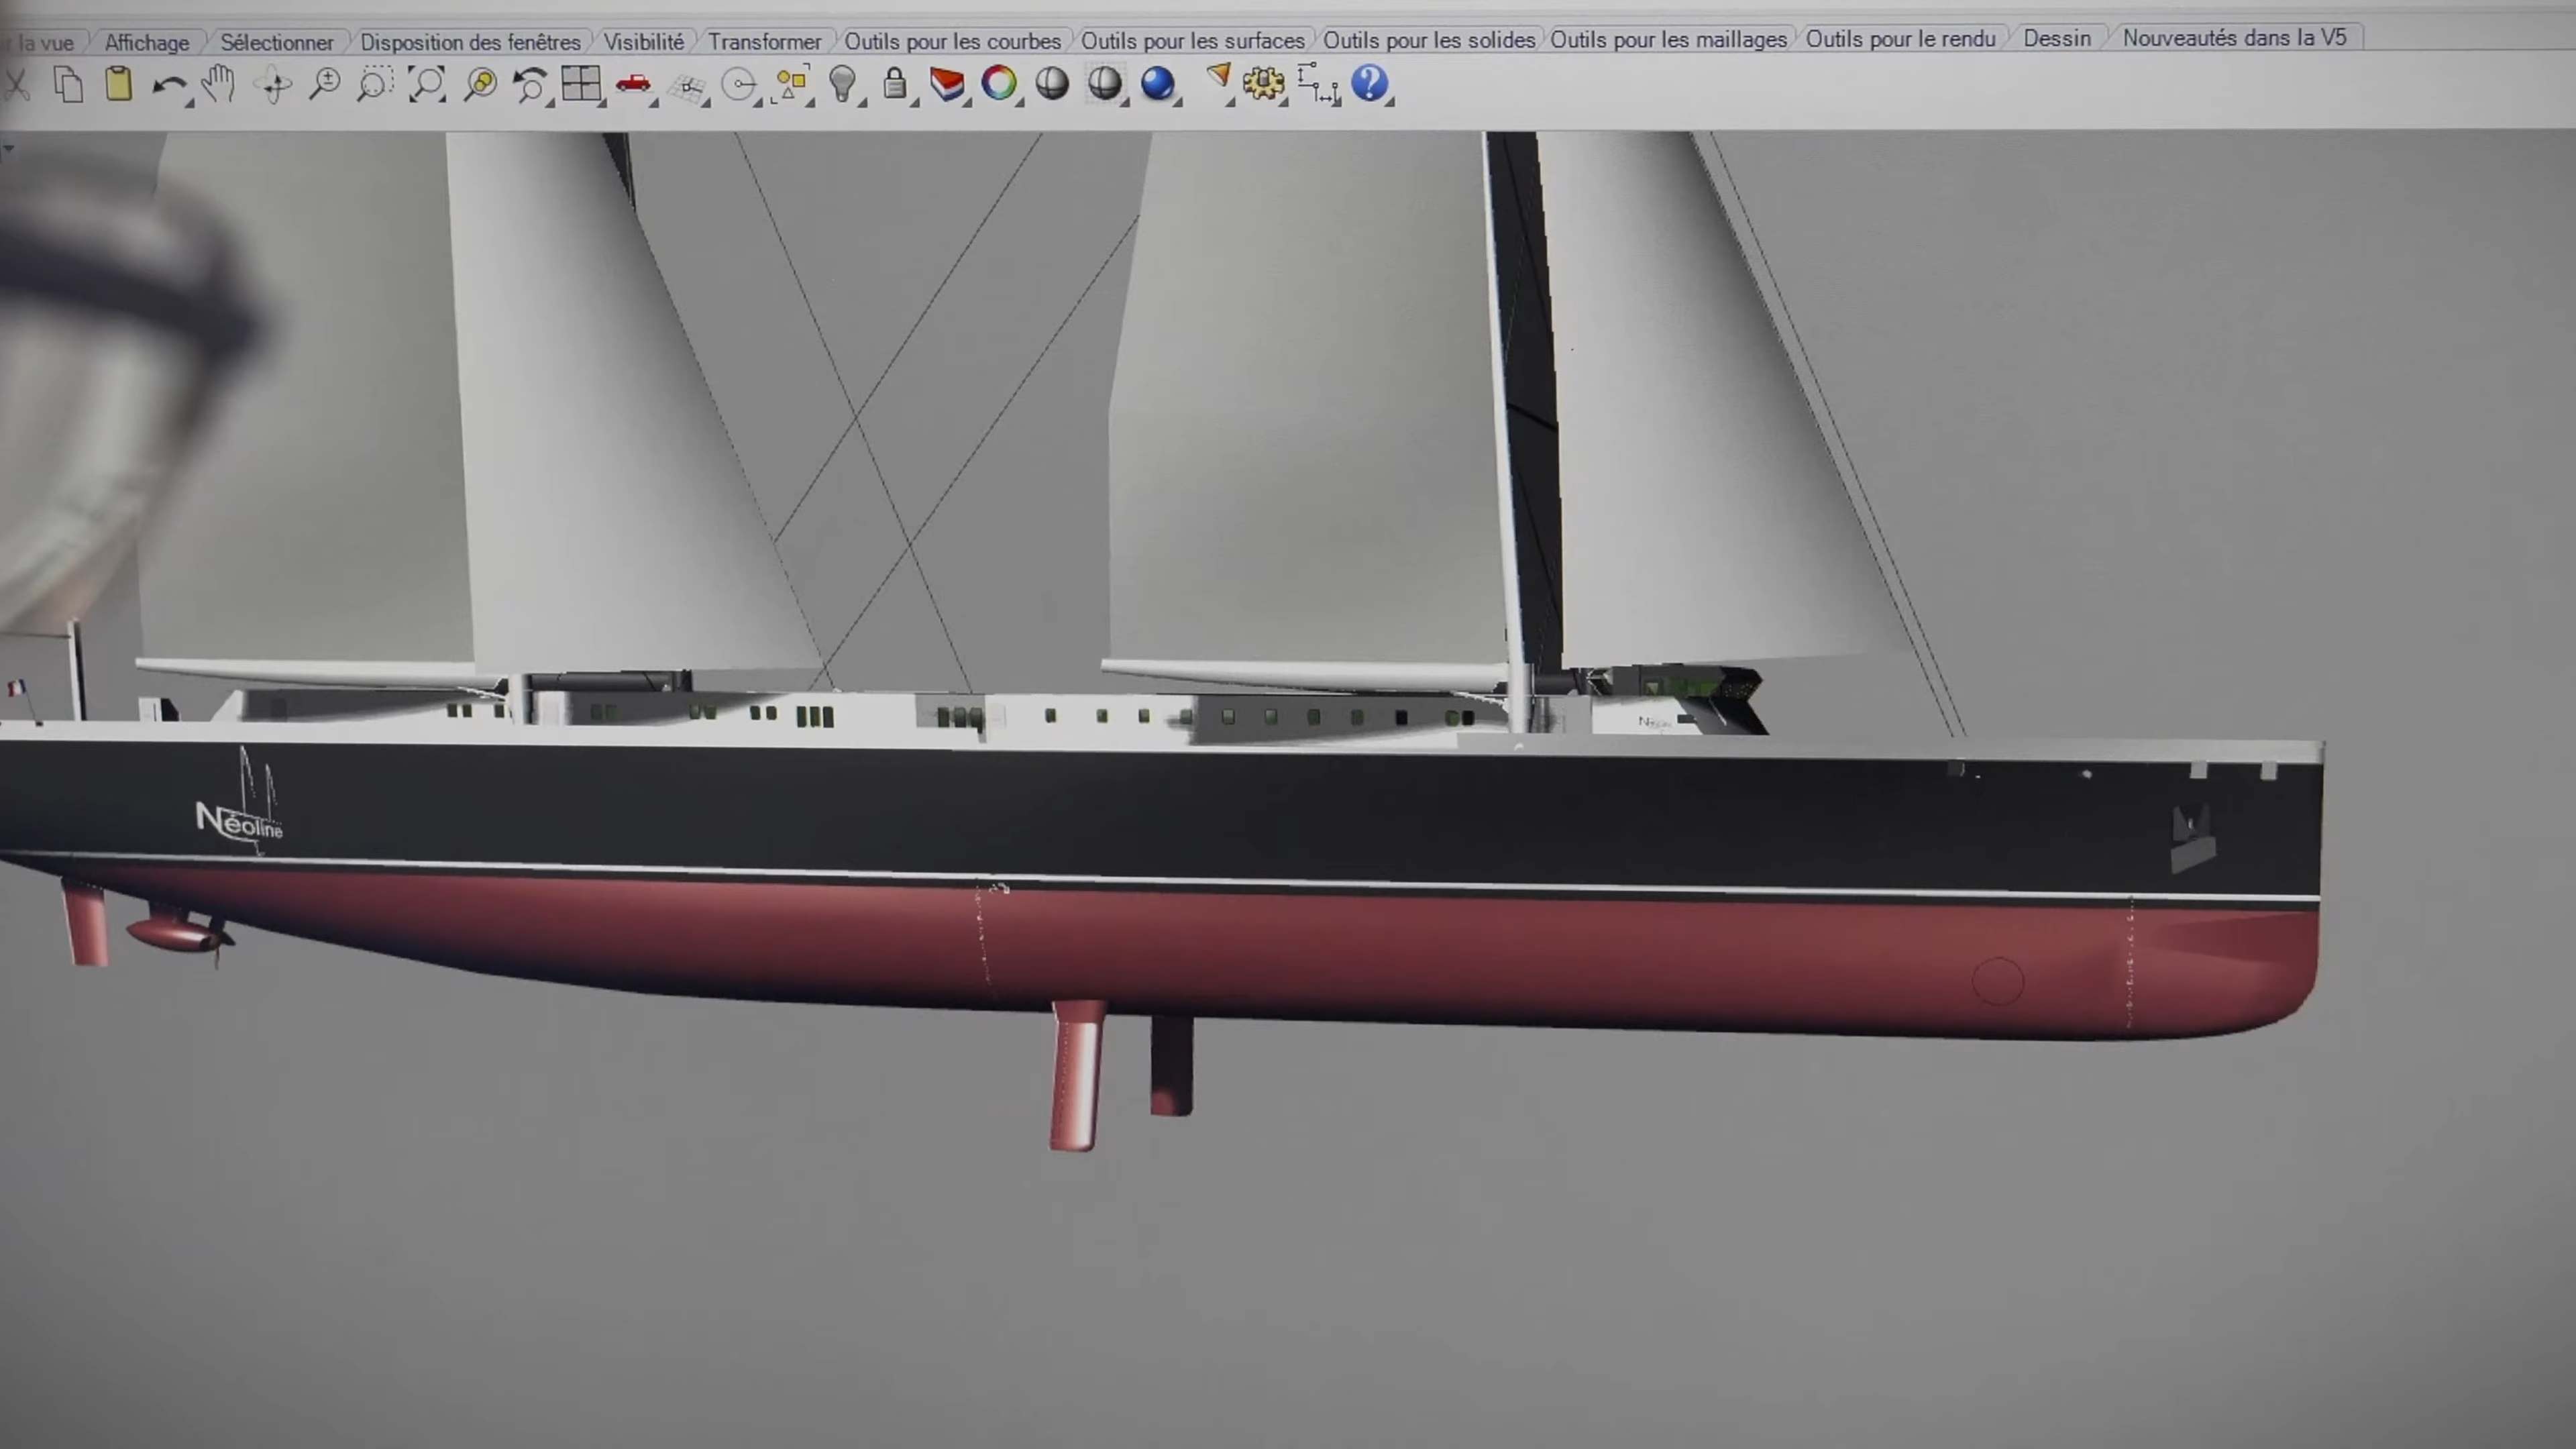 la vue Affichage Sélectionner Disposition des fenêtres Visibilité Transformer Outils pour les courbes Outils pour les surfaces Outils pour les solides Outils pour les maillages Outils pour le rendu Dessin Nouveautés dans la V5
Néoline